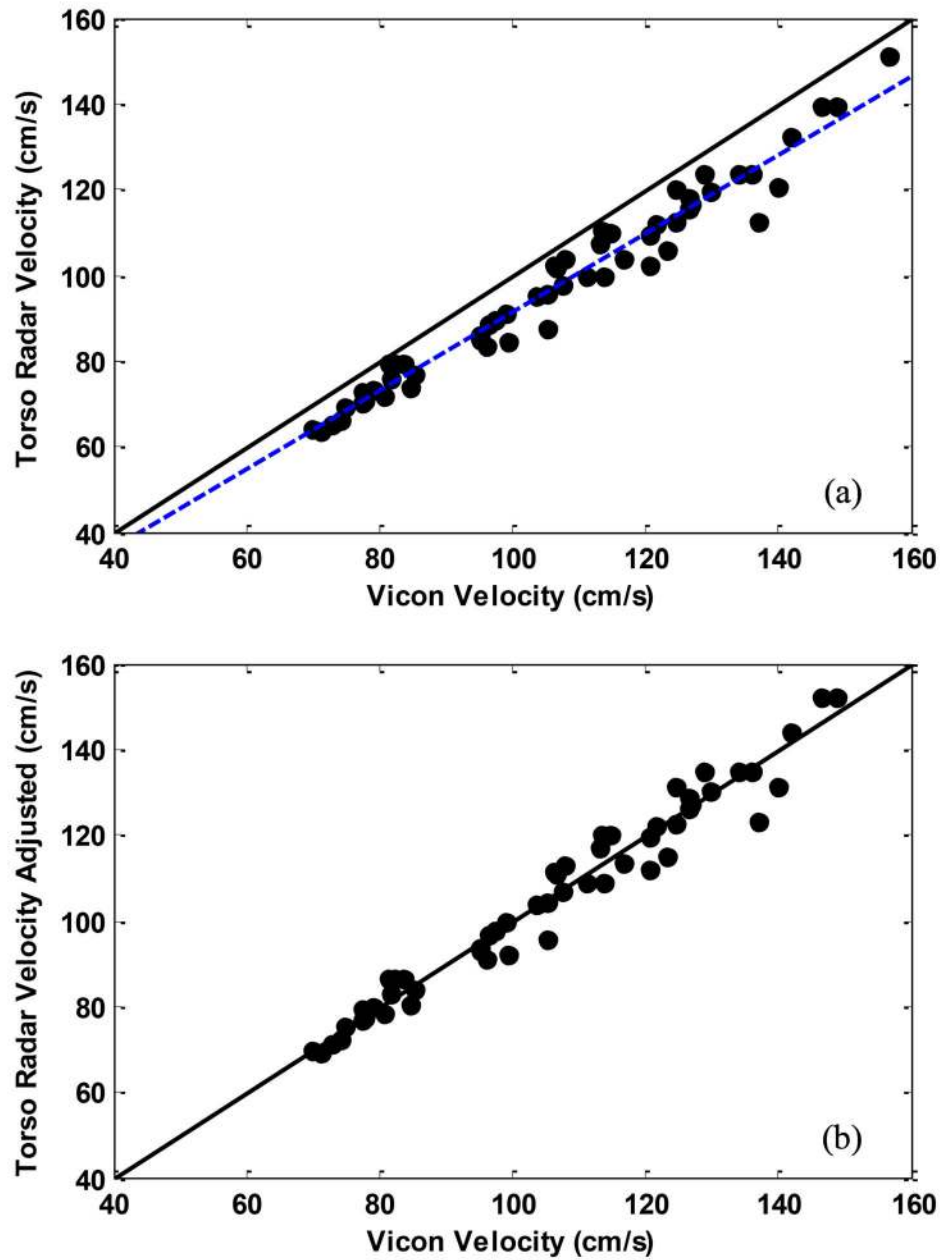 160
140
120
100
80
60
40
Torso Radar Velocity (cm/s)
(a)
40 60 80 100 120 140 160
Vicon Velocity (cm/s)
160
140
120
100
80
60
40
Torso Radar Velocity Adjusted (cm/s)
(b)
40 60 80 100 120 140 160
Vicon Velocity (cm/s)